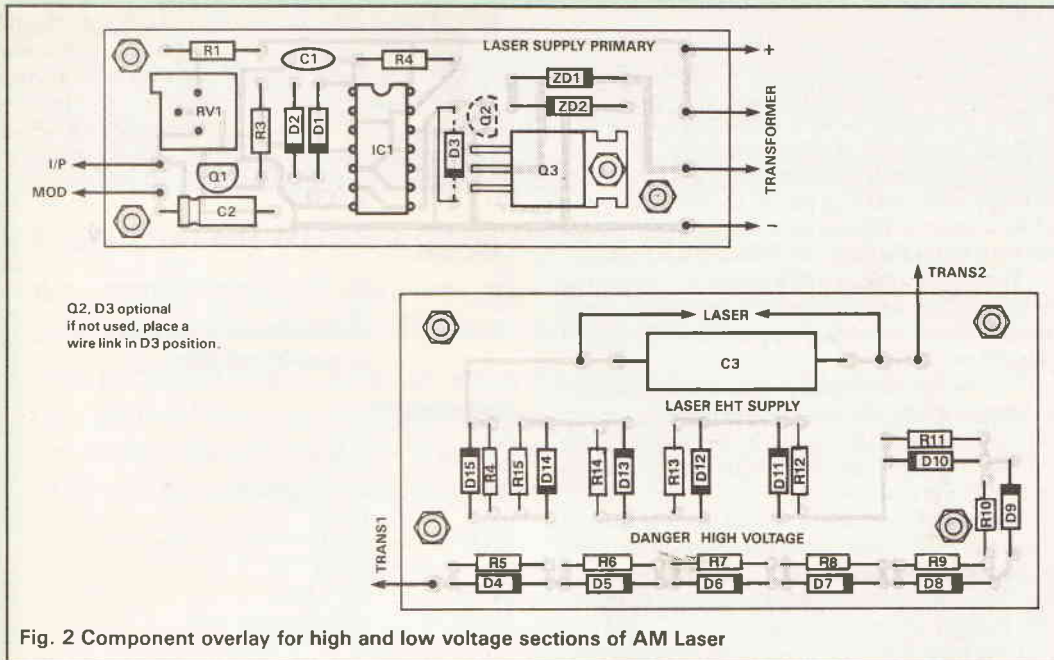 R1
C1
R4
LASER SUPPLY PRIMARY
+
ZD1
RV1
ZD2
Q2
R3
D2
D1
IC1
D3
Q3
TRANSFORMER
I/P
Q1
MOD
C2
–
TRANS2
Q2, D3 optional
if not used, place a
wire link in D3 position.
LASER
C3
LASER EHT SUPPLY
R11
D10
D15
R4
R15
D14
R14
D13
R13
D12
D11
R12
R10
D9
DANGER HIGH VOLTAGE
TRANS1
R5
R6
R7
R8
R9
D4
D5
D6
D7
D8
Fig. 2 Component overlay for high and low voltage sections of AM Laser